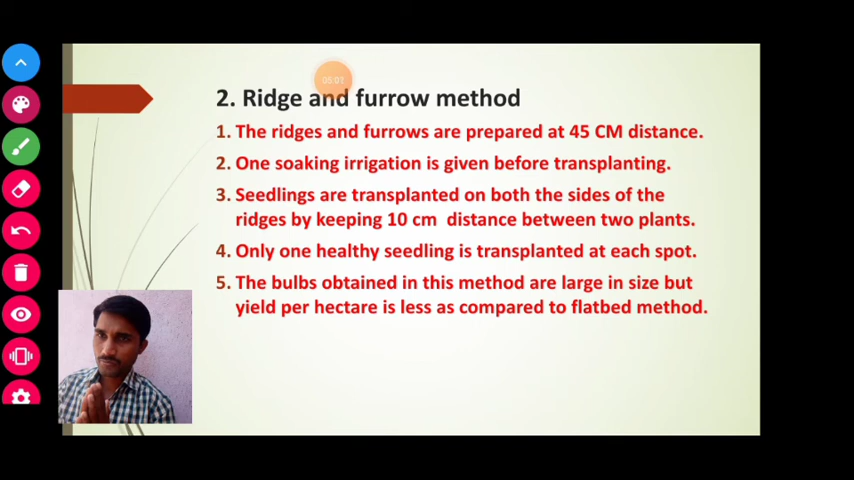 05:07
2. Ridge and furrow method
1. The ridges and furrows are prepared at 45 CM distance.
2. One soaking irrigation is given before transplanting.
3. Seedlings are transplanted on both the sides of the
ridges by keeping 10 cm distance between two plants.
4. Only one healthy seedling is transplanted at each spot.
5. The bulbs obtained in this method are large in size but
yield per hectare is less as compared to flatbed method.